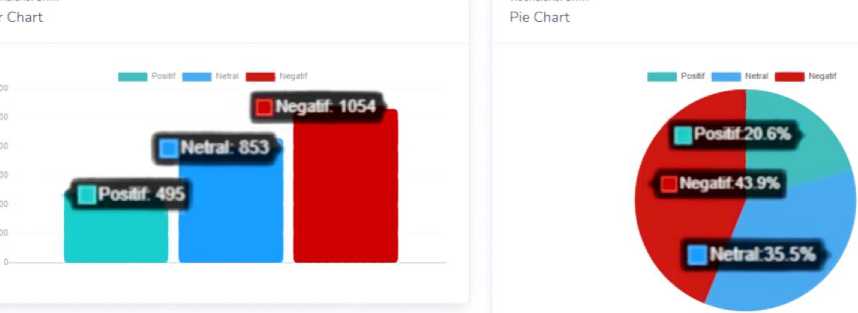 r Chart
Positif Netral Negatif
Negatif: 1054
Netral: 853
Positif: 495
0
Pie Chart
Positif Netral Negatif
Positif:20.6%
Negatif:43.9%
Netral:35.5%